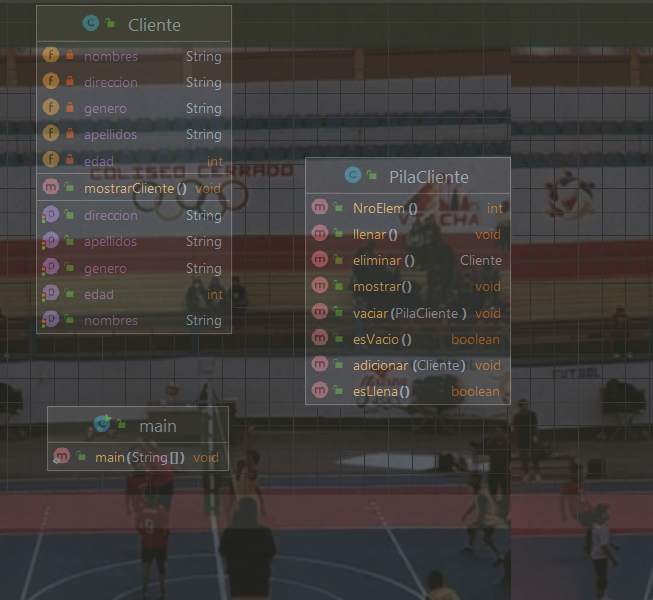 Cliente
nombres String
direccion String
genero String
apellidos String
edad int
mostrarCliente() void
direccion String
apellidos String
genero String
edad int
nombres String
COLISEO CERRADO
PilaCliente
NroElem () int
llenar() void
eliminar () Cliente
mostrar() void
vaciar(PilaCliente ) void
esVacio() boolean
adicionar (Cliente) void
esLlena() boolean
main
main(String[]) void
FUTBOL
9